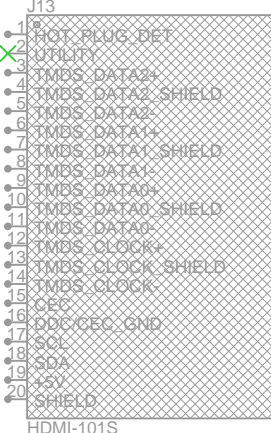 J13
1 HOT_PLUG_DET
2 UTILITY
3 TMDS_DATA2+
4 TMDS_DATA2_SHIELD
5 TMDS_DATA2-
6 TMDS_DATA1+
7 TMDS_DATA1_SHIELD
8 TMDS_DATA1-
9 TMDS_DATA0+
10 TMDS_DATA0_SHIELD
11 TMDS_DATA0-
12 TMDS_CLOCK+
13 TMDS_CLOCK_SHIELD
14 TMDS_CLOCK-
15 CEC
16 DDC/CEC_GND
17 SCL
18 SDA
19 +5V
20 SHIELD
HDMI-101S